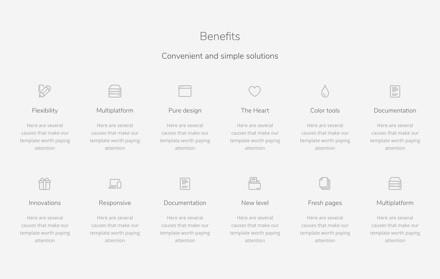 Benefits
Convenient and simple solutions
Flexibility
Here are several
causes that make our
template worth paying
attention
Multiplatform
Here are several
causes that make our
template worth paying
attention
Pure design
Here are several
causes that make our
template worth paying
attention
The Heart
Here are several
causes that make our
template worth paying
attention
Color tools
Here are several
causes that make our
template worth paying
attention
Documentation
Here are several
causes that make our
template worth paying
attention
Innovations
Here are several
causes that make our
template worth paying
attention
Responsive
Here are several
causes that make our
template worth paying
attention
Documentation
Here are several
causes that make our
template worth paying
attention
New level
Here are several
causes that make our
template worth paying
attention
Fresh pages
Here are several
causes that make our
template worth paying
attention
Multiplatform
Here are several
causes that make our
template worth paying
attention